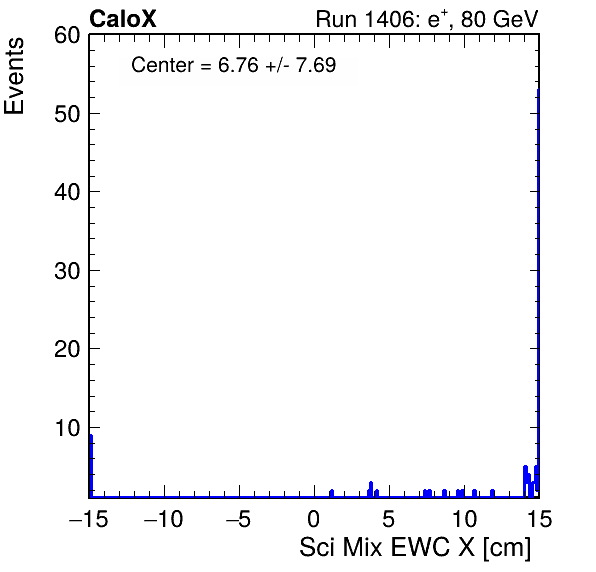 CaloX Run 1406: e⁺, 80 GeV
Center = 6.76 +/- 7.69
Events
60
50
40
30
20
10
−15 −10 −5 0 5 10 15
Sci Mix EWC X [cm]